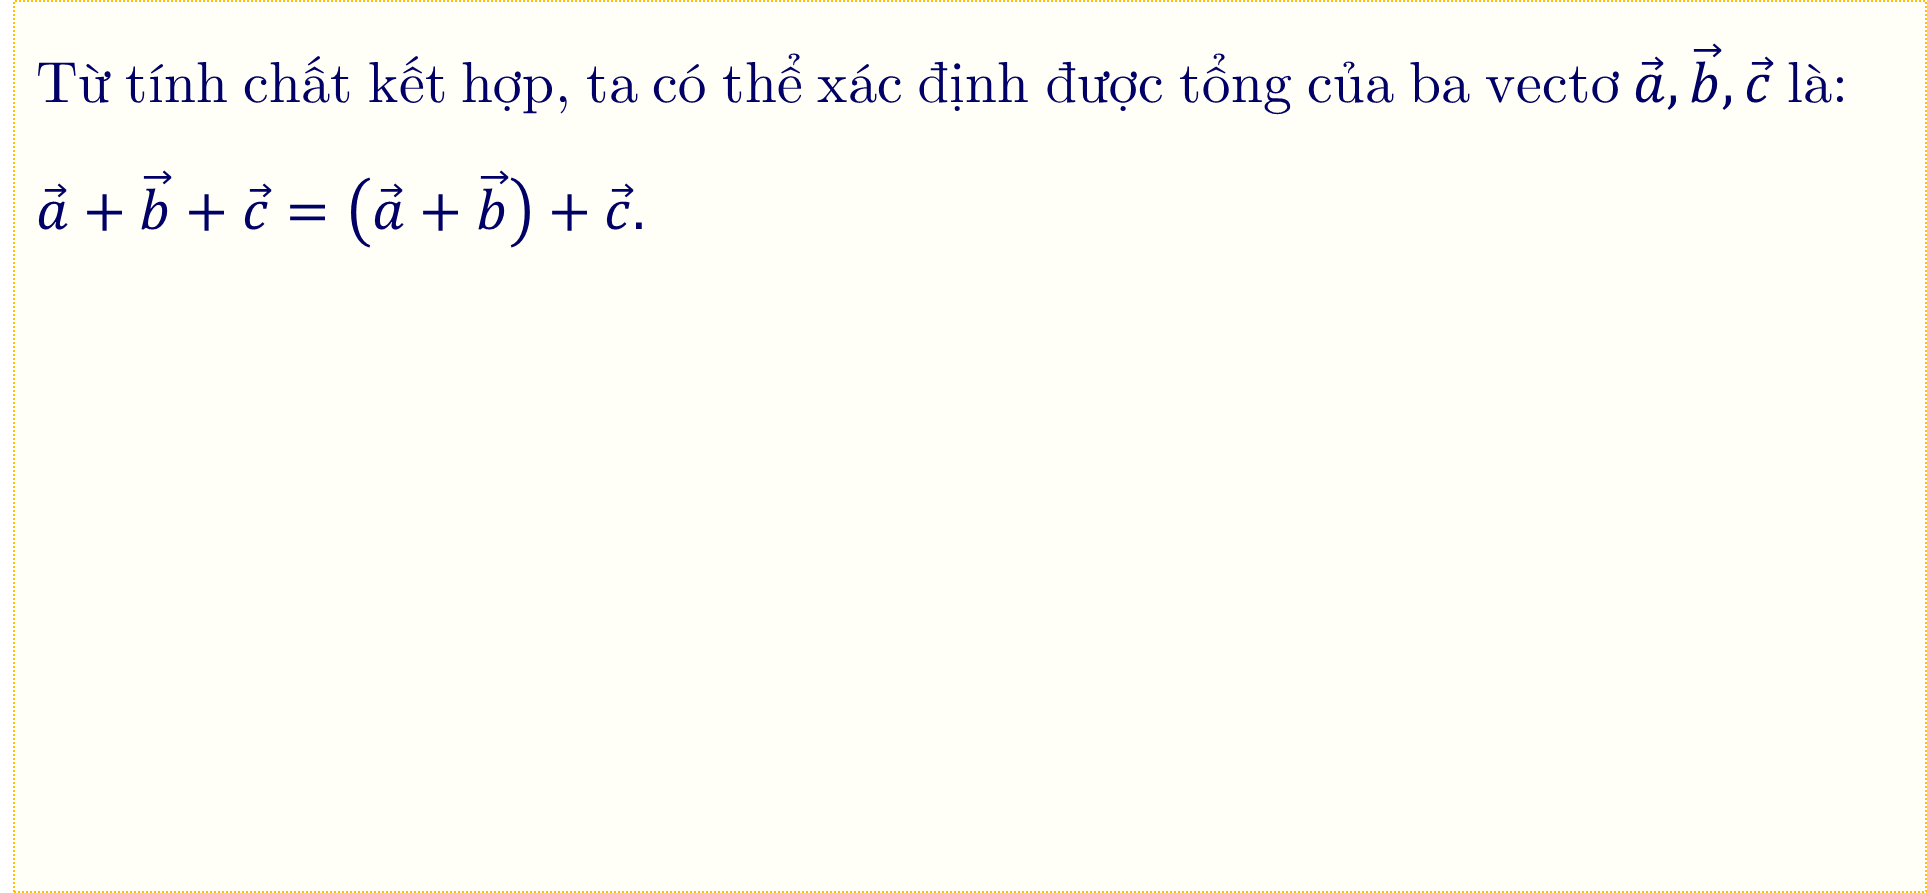 Từ tính chất kết hợp, ta có thể xác định được tổng của ba vectơ $\vec{a}, \vec{b}, \vec{c}$ là:
$\vec{a} + \vec{b} + \vec{c} = (\vec{a} + \vec{b}) + \vec{c}.$